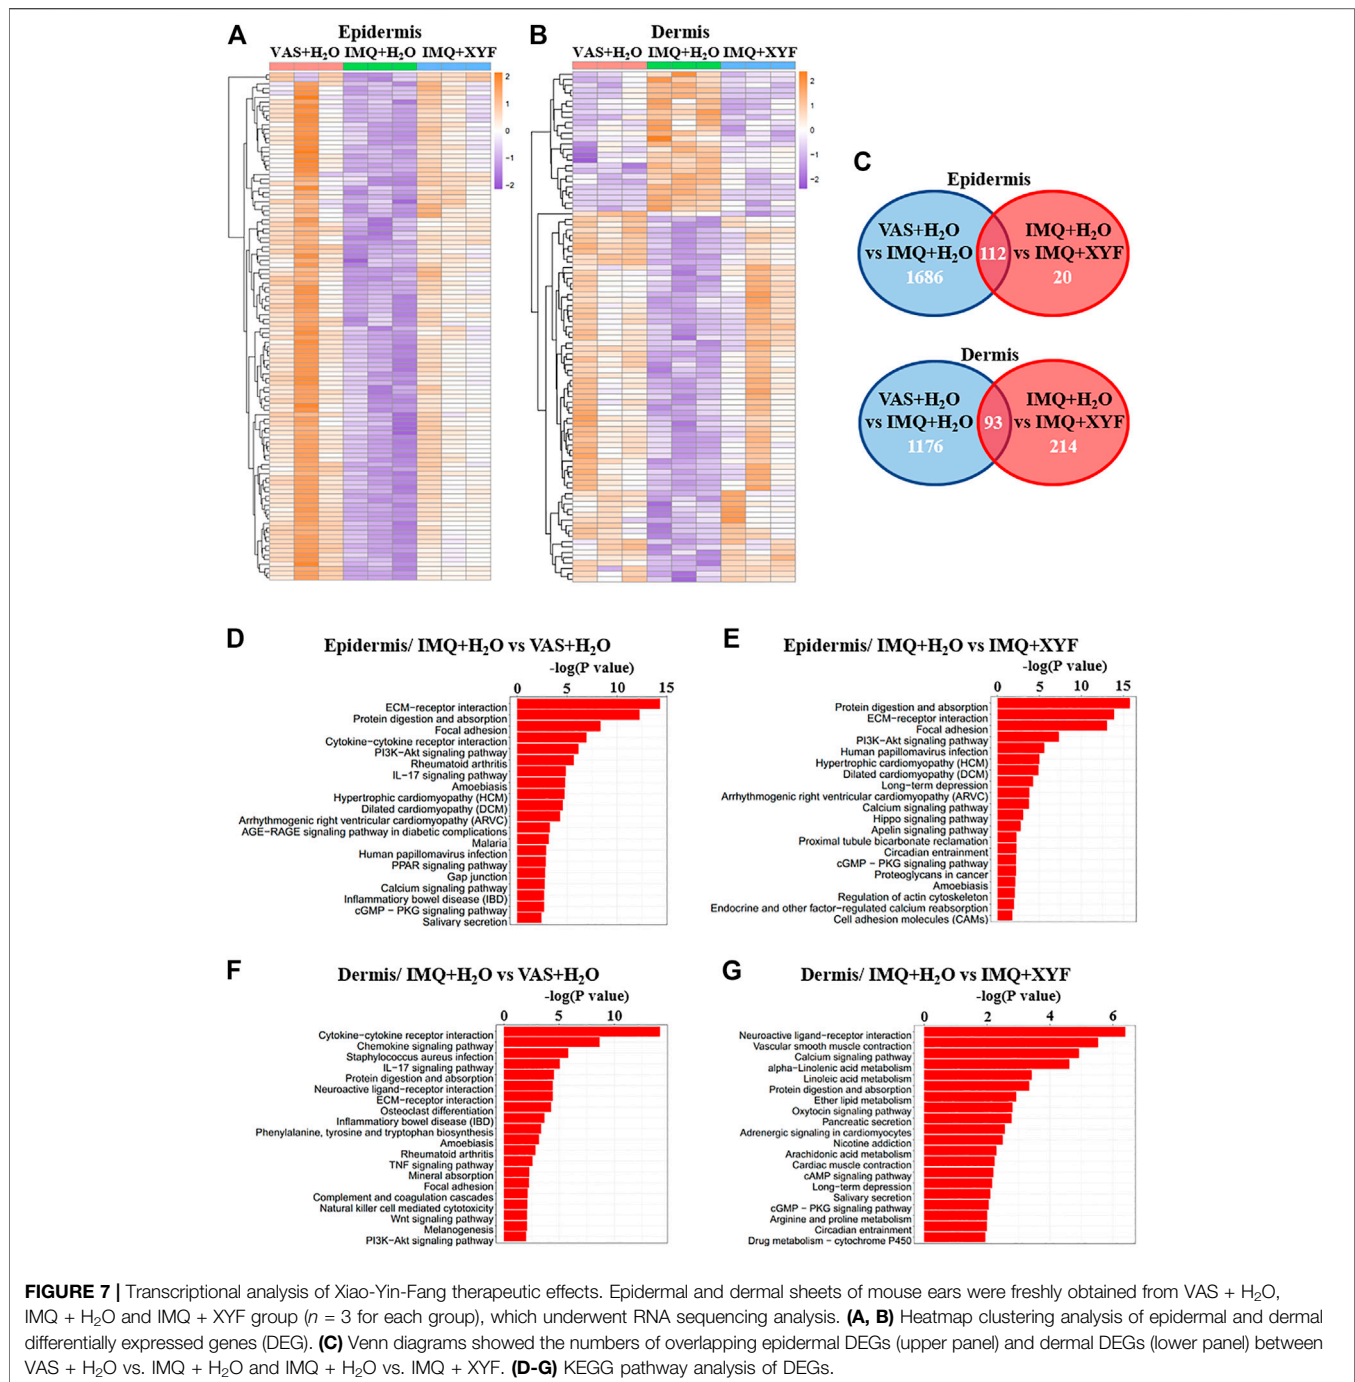 A
Epidermis
VAS+H₂O IMQ+H₂O IMQ+XYF
2
1
0
−1
−2
B
Dermis
VAS+H₂O IMQ+H₂O IMQ+XYF
2
1
0
−1
−2
C
Epidermis
VAS+H₂O
vs IMQ+H₂O
1686
112
IMQ+H₂O
vs IMQ+XYF
20
Dermis
VAS+H₂O
vs IMQ+H₂O
1176
93
IMQ+H₂O
vs IMQ+XYF
214
D
Epidermis/ IMQ+H₂O vs VAS+H₂O
-log(P value)
0 5 10 15
ECM−receptor interaction
Protein digestion and absorption
Focal adhesion
Cytokine−cytokine receptor interaction
PI3K−Akt signaling pathway
Rheumatoid arthritis
IL−17 signaling pathway
Amoebiasis
Hypertrophic cardiomyopathy (HCM)
Dilated cardiomyopathy (DCM)
Arrhythmogenic right ventricular cardiomyopathy (ARVC)
AGE−RAGE signaling pathway in diabetic complications
Malaria
Human papillomavirus infection
PPAR signaling pathway
Gap junction
Calcium signaling pathway
Inflammatory bowel disease (IBD)
cGMP − PKG signaling pathway
Salivary secretion
E
Epidermis/ IMQ+H₂O vs IMQ+XYF
-log(P value)
0 5 10 15
Protein digestion and absorption
ECM−receptor interaction
Focal adhesion
PI3K−Akt signaling pathway
Human papillomavirus infection
Hypertrophic cardiomyopathy (HCM)
Dilated cardiomyopathy (DCM)
Long−term depression
Arrhythmogenic right ventricular cardiomyopathy (ARVC)
Calcium signaling pathway
Hippo signaling pathway
Apelin signaling pathway
Proximal tubule bicarbonate reclamation
Circadian entrainment
cGMP − PKG signaling pathway
Proteoglycans in cancer
Amoebiasis
Regulation of actin cytoskeleton
Endocrine and other factor−regulated calcium reabsorption
Cell adhesion molecules (CAMs)
F
Dermis/ IMQ+H₂O vs VAS+H₂O
-log(P value)
0 5 10
Cytokine−cytokine receptor interaction
Chemokine signaling pathway
Staphylococcus aureus infection
IL−17 signaling pathway
Protein digestion and absorption
Neuroactive ligand−receptor interaction
ECM−receptor interaction
Osteoclast differentiation
Inflammatory bowel disease (IBD)
Phenylalanine, tyrosine and tryptophan biosynthesis
Amoebiasis
Rheumatoid arthritis
TNF signaling pathway
Mineral absorption
Focal adhesion
Complement and coagulation cascades
Natural killer cell mediated cytotoxicity
Wnt signaling pathway
Melanogenesis
PI3K−Akt signaling pathway
G
Dermis/ IMQ+H₂O vs IMQ+XYF
-log(P value)
0 2 4 6
Neuroactive ligand−receptor interaction
Vascular smooth muscle contraction
Calcium signaling pathway
alpha−Linolenic acid metabolism
Linoleic acid metabolism
Protein digestion and absorption
Ether lipid metabolism
Oxytocin signaling pathway
Pancreatic secretion
Adrenergic signaling in cardiomyocytes
Nicotine addiction
Arachidonic acid metabolism
Cardiac muscle contraction
cAMP signaling pathway
Long−term depression
Salivary secretion
cGMP − PKG signaling pathway
Arginine and proline metabolism
Circadian entrainment
Drug metabolism − cytochrome P450
FIGURE 7 | Transcriptional analysis of Xiao-Yin-Fang therapeutic effects. Epidermal and dermal sheets of mouse ears were freshly obtained from VAS + H₂O,
IMQ + H₂O and IMQ + XYF group (n = 3 for each group), which underwent RNA sequencing analysis. (A, B) Heatmap clustering analysis of epidermal and dermal
differentially expressed genes (DEG). (C) Venn diagrams showed the numbers of overlapping epidermal DEGs (upper panel) and dermal DEGs (lower panel) between
VAS + H₂O vs. IMQ + H₂O and IMQ + H₂O vs. IMQ + XYF. (D-G) KEGG pathway analysis of DEGs.